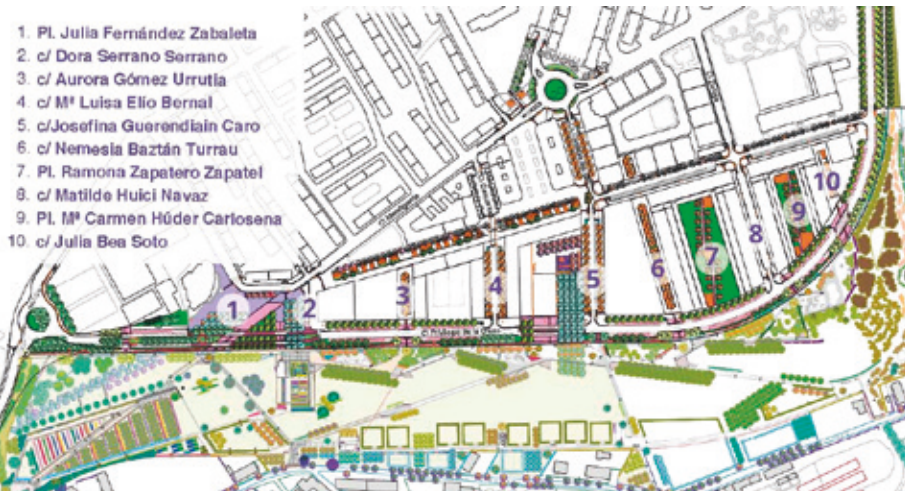 1. Pl. Julia Fernández Zabaleta
2. c/ Dora Serrano Serrano
3. c/ Aurora Gómez Urrutia
4. c/ Mª Luisa Elío Bernal
5. c/Josefina Guerendiain Caro
6. c/ Nemesia Baztán Turrau
7. Pl. Ramona Zapatero Zapatel
8. c/ Matilde Huici Navaz
9. Pl. Mª Carmen Húder Carlosena
10. c/ Julia Bea Soto
10
9
8
7
6
5
4
3
2
1